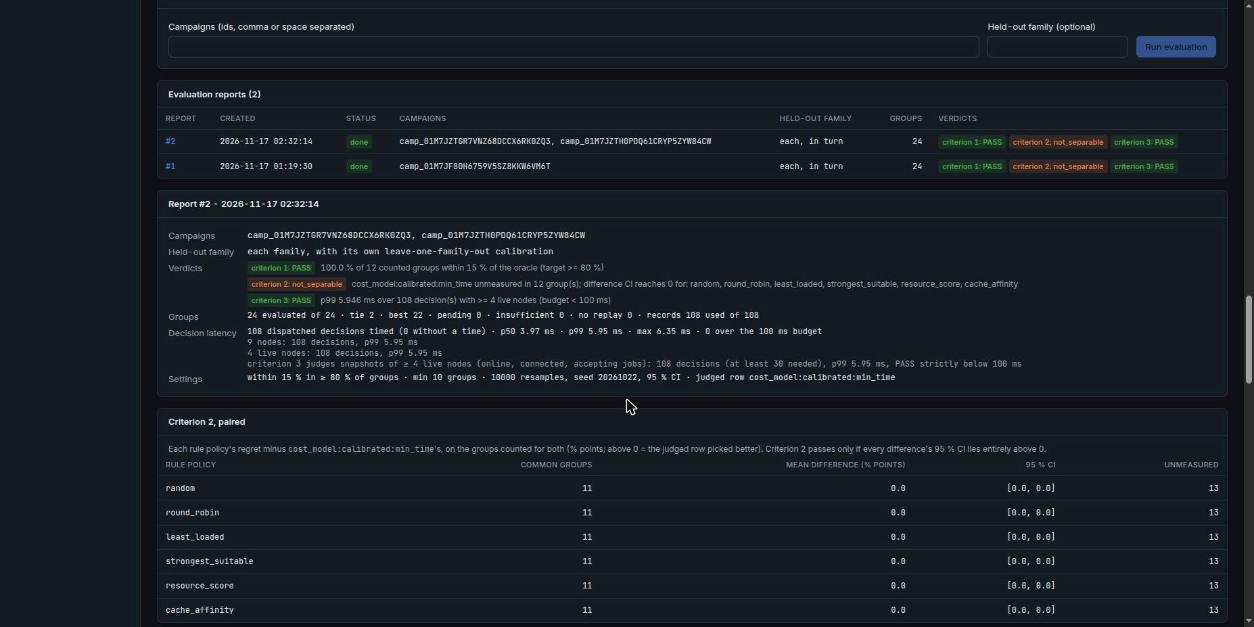 Campaigns (ids, comma or space separated) Held-out family (optional)
Run evaluation
Evaluation reports (2)
REPORT CREATED STATUS CAMPAIGNS HELD-OUT FAMILY GROUPS VERDICTS
#2 2026-11-17 02:32:14 done camp_01M7JZTGR7VNZ68DCCX6RK0ZQ3, camp_01M7JZTH0PDQ61CRYP5ZYW84CW each, in turn 24 criterion 1: PASS criterion 2: not_separable criterion 3: PASS
#1 2026-11-17 01:19:30 done camp_01M7JF80H6759V5SZ8KKW6VM6T each, in turn 24 criterion 1: PASS criterion 2: not_separable criterion 3: PASS
Report #2 - 2026-11-17 02:32:14
Campaigns camp_01M7JZTGR7VNZ68DCCX6RK0ZQ3, camp_01M7JZTH0PDQ61CRYP5ZYW84CW
Held-out family each family, with its own leave-one-family-out calibration
Verdicts criterion 1: PASS 100.0 % of 12 counted groups within 15 % of the oracle (target >= 80 %)
criterion 2: not_separable cost_model:calibrated:min_time unmeasured in 12 group(s); difference CI reaches 0 for: random, round_robin, least_loaded, strongest_suitable, resource_score, cache_affinity
criterion 3: PASS p99 5.946 ms over 108 decision(s) with >= 4 live nodes (budget < 100 ms)
Groups 24 evaluated of 24 · tie 2 · best 22 · pending 0 · insufficient 0 · no replay 0 · records 108 used of 108
Decision latency 108 dispatched decisions timed (0 without a time) · p50 3.97 ms · p99 5.95 ms · max 6.35 ms · 0 over the 100 ms budget
9 nodes: 108 decisions, p99 5.95 ms
4 live nodes: 108 decisions, p99 5.95 ms
criterion 3 judges snapshots of ≥ 4 live nodes (online, connected, accepting jobs): 108 decisions (at least 30 needed), p99 5.95 ms, PASS strictly below 100 ms
Settings within 15 % in ≥ 80 % of groups · min 10 groups · 10000 resamples, seed 20261022, 95 % CI · judged row cost_model:calibrated:min_time
Criterion 2, paired
Each rule policy's regret minus cost_model:calibrated:min_time's, on the groups counted for both (% points; above 0 = the judged row picked better). Criterion 2 passes only if every difference's 95 % CI lies entirely above 0.
RULE POLICY COMMON GROUPS MEAN DIFFERENCE (% POINTS) 95 % CI UNMEASURED
random 11 0.0 [0.0, 0.0] 13
round_robin 11 0.0 [0.0, 0.0] 13
least_loaded 11 0.0 [0.0, 0.0] 13
strongest_suitable 11 0.0 [0.0, 0.0] 13
resource_score 11 0.0 [0.0, 0.0] 13
cache_affinity 11 0.0 [0.0, 0.0] 13